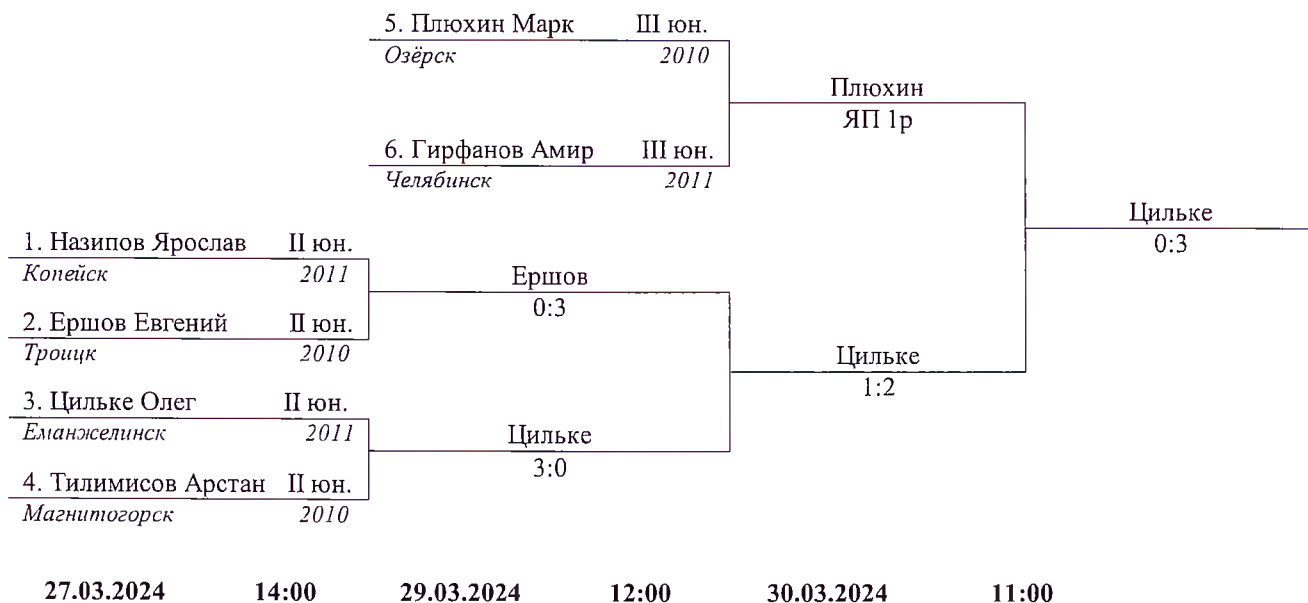 5. Плюхин Марк III юн.
Озёрск 2010
Плюхин
ЯП 1р
6. Гирфанов Амир III юн.
Челябинск 2011
Цильке
0:3
1. Назипов Ярослав II юн.
Копейск 2011
Ершов
0:3
2. Ершов Евгений II юн.
Троицк 2010
Цильке
1:2
3. Цильке Олег II юн.
Еманжелинск 2011
Цильке
3:0
4. Тилимисов Арстан II юн.
Магнитогорск 2010
27.03.2024 14:00 29.03.2024 12:00 30.03.2024 11:00